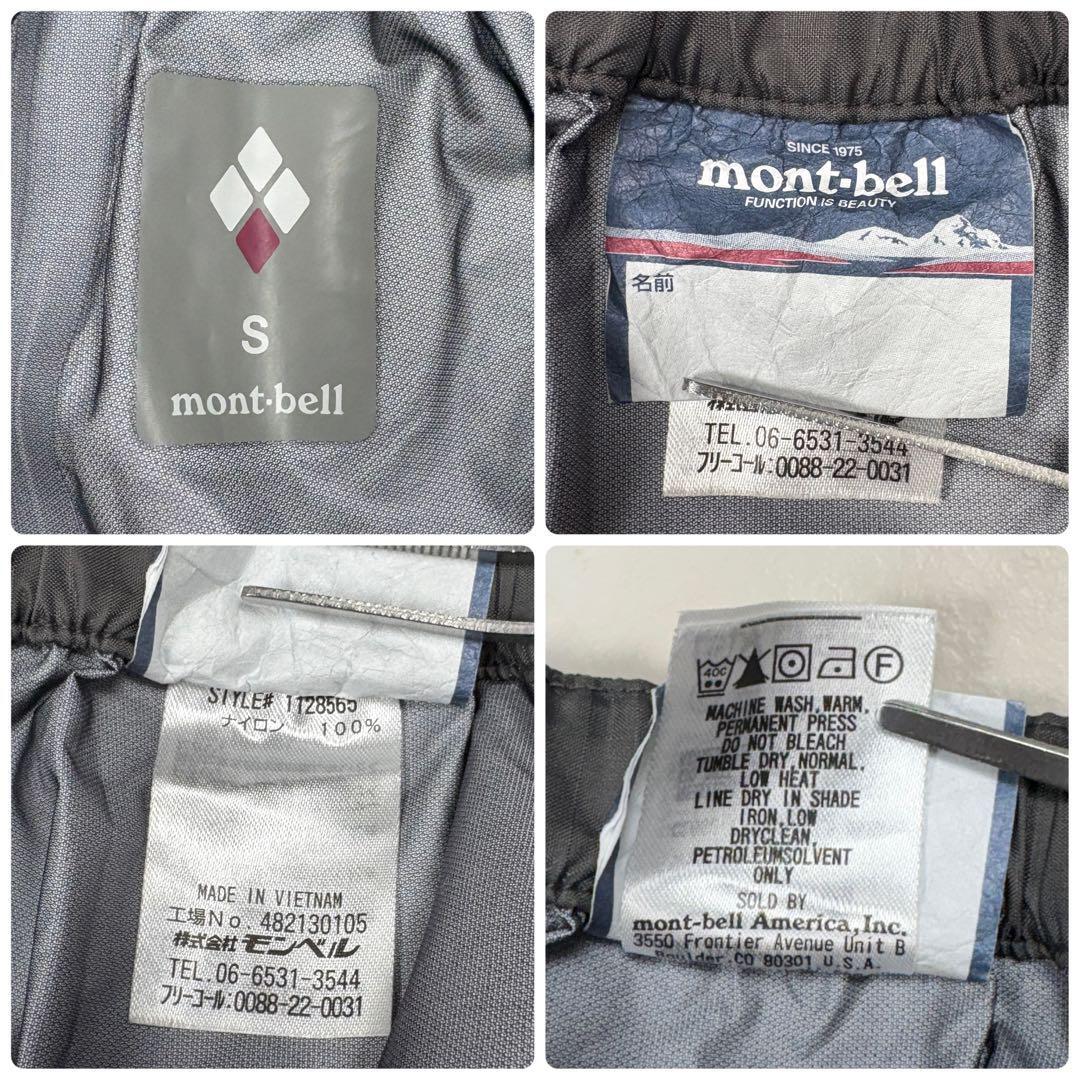 S
mont·bell
SINCE 1975
mont-bell
FUNCTION IS BEAUTY
名前
TEL.06-6531-3544
フリーコール:0088-22-0031
STYLE# 1128565
ナイロン 100%
MADE IN VIETNAM
工場No 482130105
株式会社 モンベル
TEL.06-6531-3544
フリーコール:0088-22-0031
40C
F
MACHINE WASH,WARM,
PERMANENT PRESS
DO NOT BLEACH
TUMBLE DRY,NORMAL,
LOW HEAT
LINE DRY IN SHADE
IRON,LOW
DRYCLEAN,
PETROLEUMSOLVENT
ONLY
SOLD BY
mont-bell America,Inc.
3550 Frontier Avenue Unit B
Boulder,CO 80301 U.S.A.